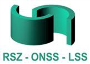 RSZ - ONSS - LSS